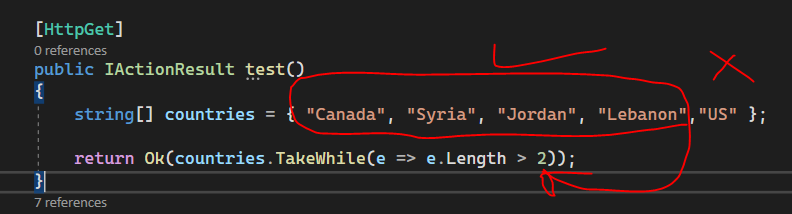 [HttpGet]
0 references
public IActionResult test()
{
string[] countries = { "Canada", "Syria", "Jordan", "Lebanon","US" };
return Ok(countries.TakeWhile(e => e.Length > 2));
}
7 references